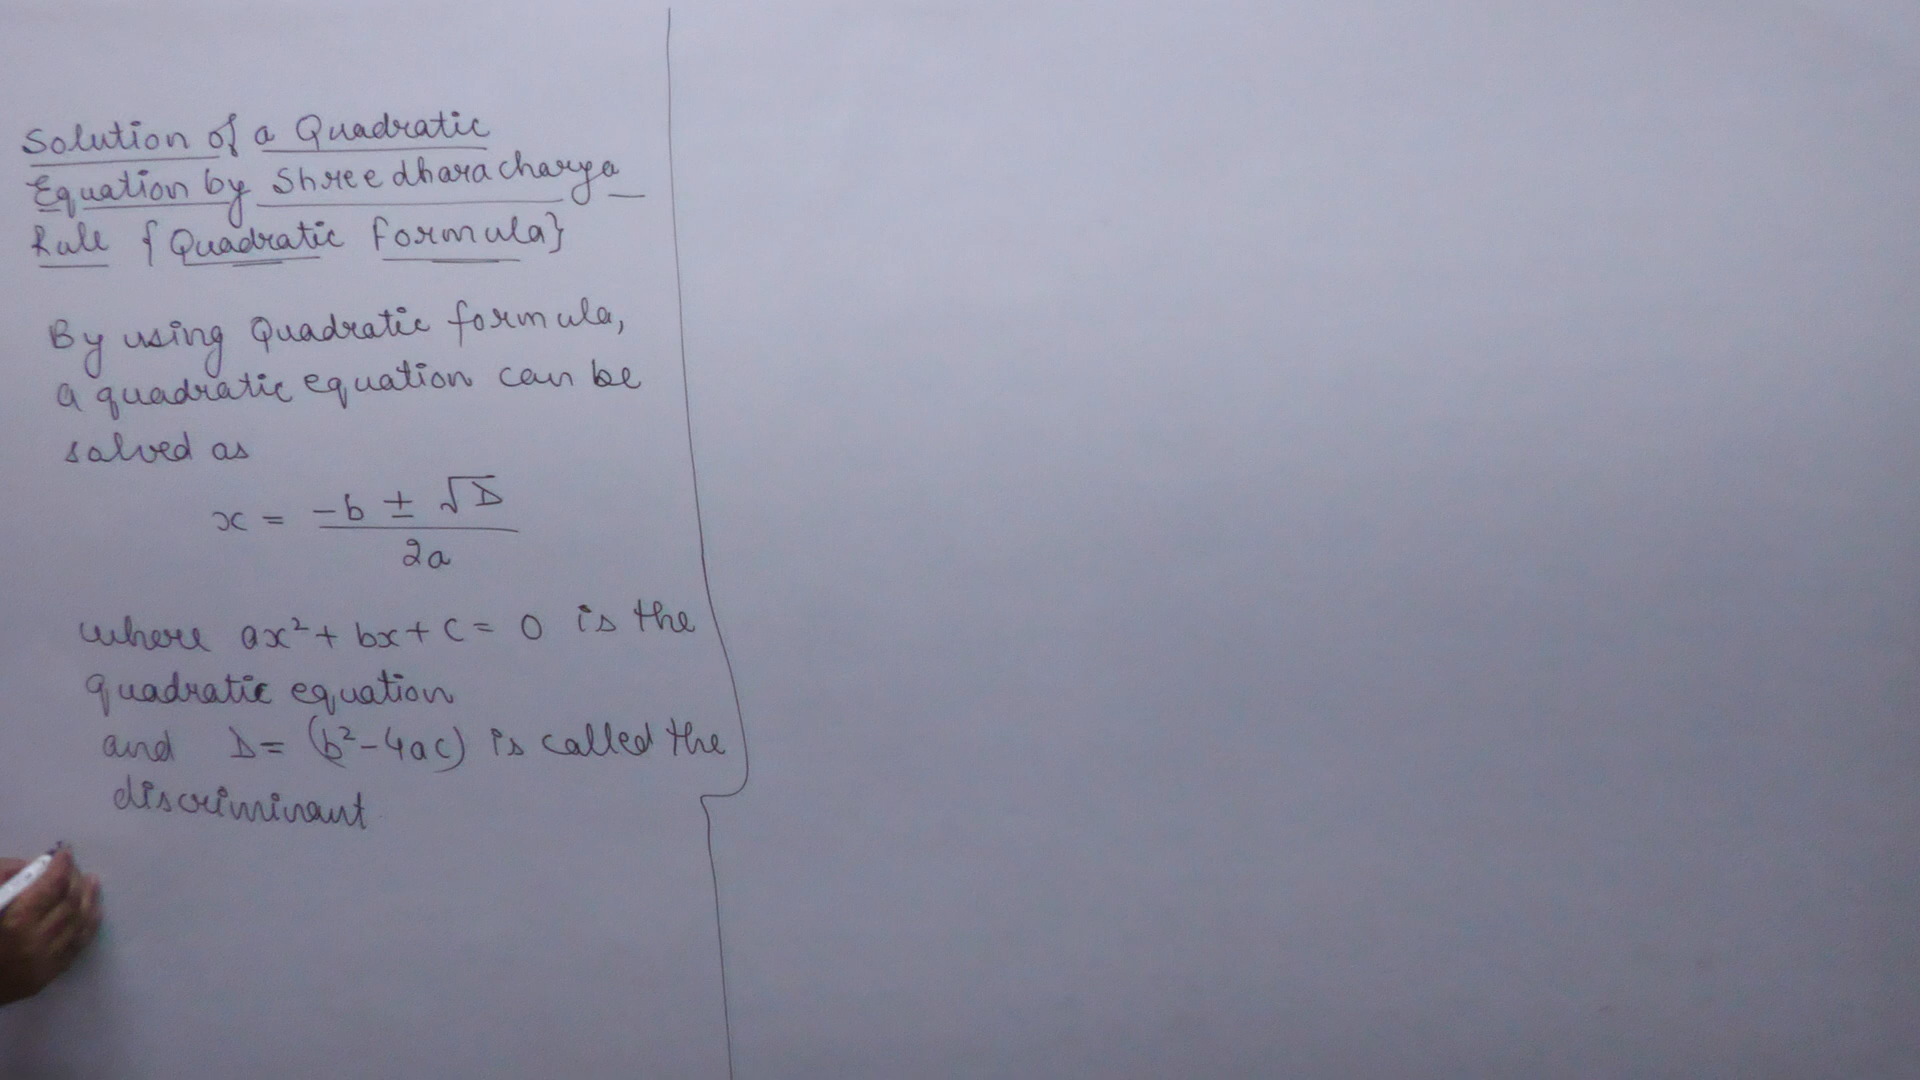 Solution of a Quadratic
Equation by Shreedharacharya
Rule {Quadratic Formula}
By using Quadratic formula,
a quadratic equation can be
solved as
x = -b ± √D / 2a
where ax² + bx + c = 0 is the
quadratic equation
and D = (b² - 4ac) is called the
discriminant